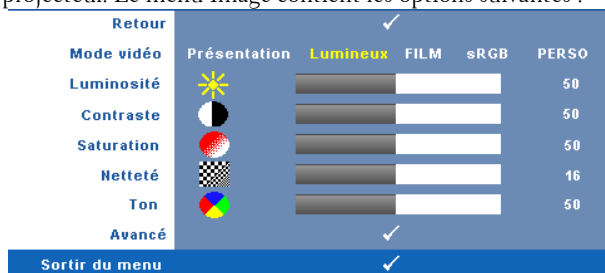 projecteur. Le menu Image contient les options suivantes :
Retour
Mode vidéo Présentation Lumineux FILM sRGB PERSO
Luminosité 50
Contraste 50
Saturation 50
Netteté 16
Ton 50
Avancé
Sortir du menu